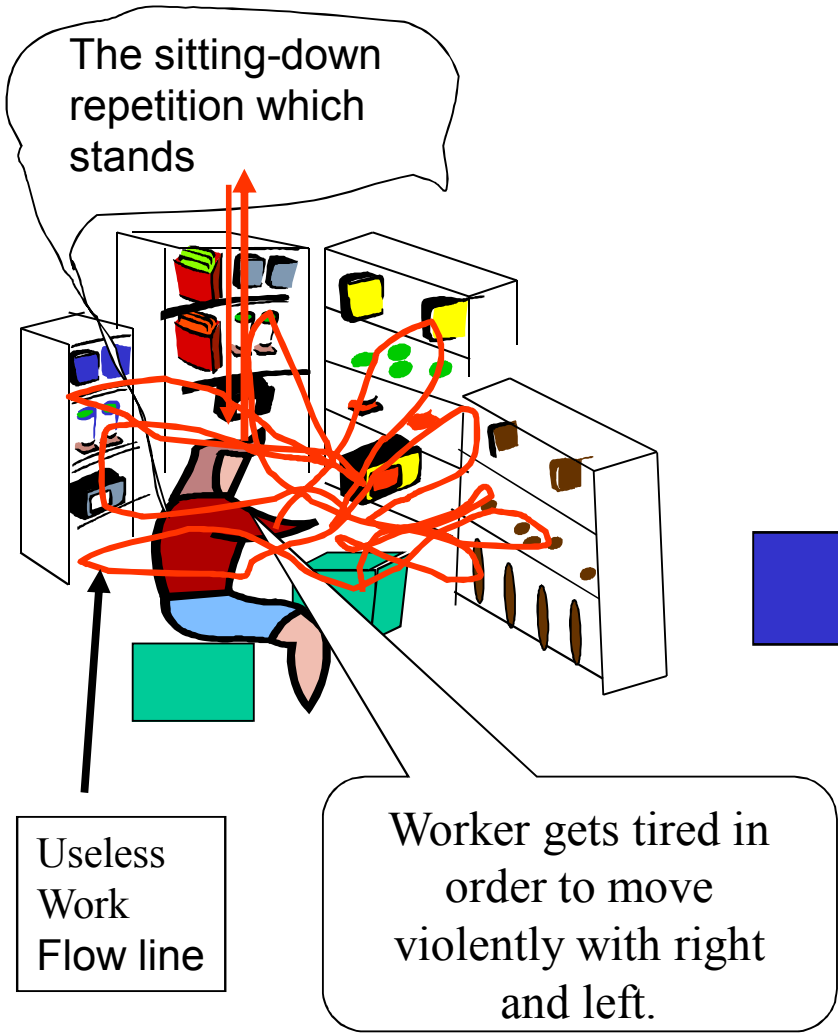 The sitting-down
repetition which
stands
Useless
Work
Flow line
Worker gets tired in
order to move
violently with right
and left.